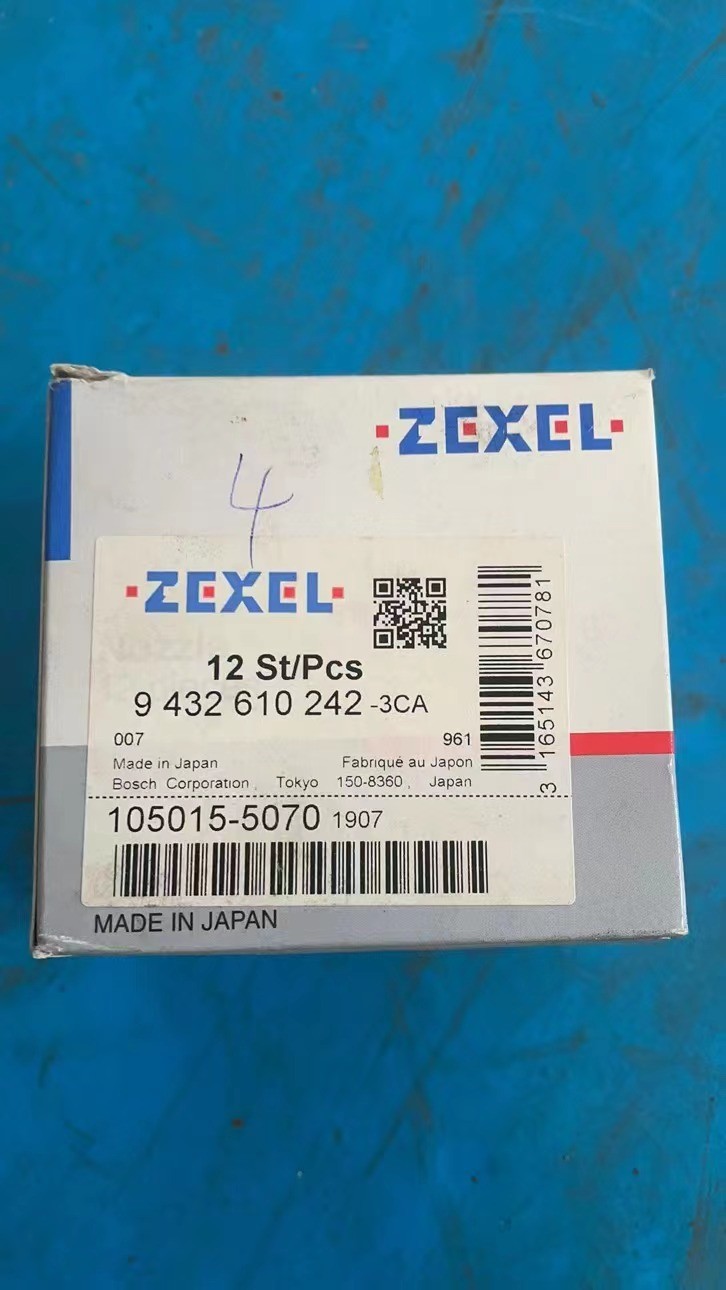 ZEXEL
4
ZEXEL
12 St/Pcs
9 432 610 242 -3CA
007 961
Made in Japan Fabriqué au Japon
Bosch Corporation, Tokyo 150-8360, Japan
105015-5070 1907
3 165143 670781
MADE IN JAPAN